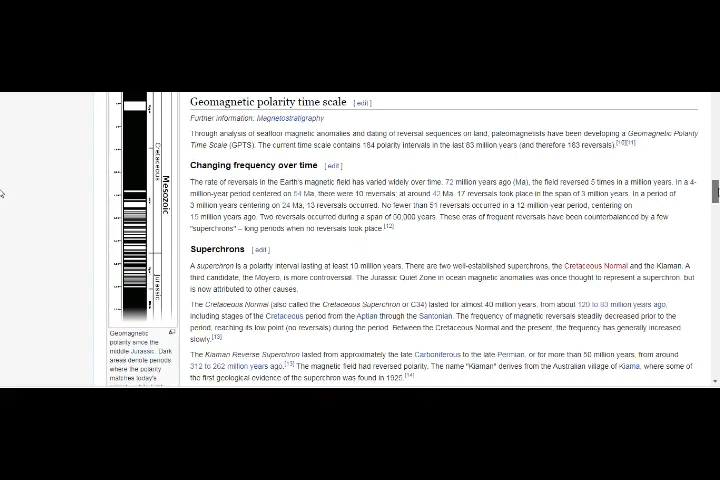 Geomagnetic polarity time scale [edit]
Further information: Magnetostratigraphy
Through analysis of seafloor magnetic anomalies and dating of reversal sequences on land, paleomagnetists have been developing a Geomagnetic Polarity
Time Scale (GPTS). The current time scale contains 184 polarity intervals in the last 83 million years (and therefore 183 reversals).[10][11]
Changing frequency over time [edit]
The rate of reversals in the Earth's magnetic field has varied widely over time. 72 million years ago (Ma), the field reversed 5 times in a million years. In a 4-
million-year period centered on 54 Ma, there were 10 reversals; at around 42 Ma, 17 reversals took place in the span of 3 million years. In a period of
3 million years centering on 24 Ma, 13 reversals occurred. No fewer than 51 reversals occurred in a 12 million-year period, centering on
15 million years ago. Two reversals occurred during a span of 50,000 years. These eras of frequent reversals have been counterbalanced by a few
"superchrons" – long periods when no reversals took place.[12]
Superchrons [edit]
A superchron is a polarity interval lasting at least 10 million years. There are two well-established superchrons, the Cretaceous Normal and the Kiaman. A
third candidate, the Moyero, is more controversial. The Jurassic Quiet Zone in ocean magnetic anomalies was once thought to represent a superchron, but
is now attributed to other causes.
The Cretaceous Normal (also called the Cretaceous Superchron or C34) lasted for almost 40 million years, from about 120 to 83 million years ago,
including stages of the Cretaceous period from the Aptian through the Santonian. The frequency of magnetic reversals steadily decreased prior to the
period, reaching its low point (no reversals) during the period. Between the Cretaceous Normal and the present, the frequency has generally increased
slowly.[13]
The Kiaman Reverse Superchron lasted from approximately the late Carboniferous to the late Permian, or for more than 50 million years, from around
312 to 262 million years ago.[13] The magnetic field had reversed polarity. The name "Kiaman" derives from the Australian village of Kiama, where some of
the first geological evidence of the superchron was found in 1925.[14]
Cretaceous
Mesozoic
Jurassic
Geomagnetic
polarity since the
middle Jurassic. Dark
areas denote periods
where the polarity
matches today's